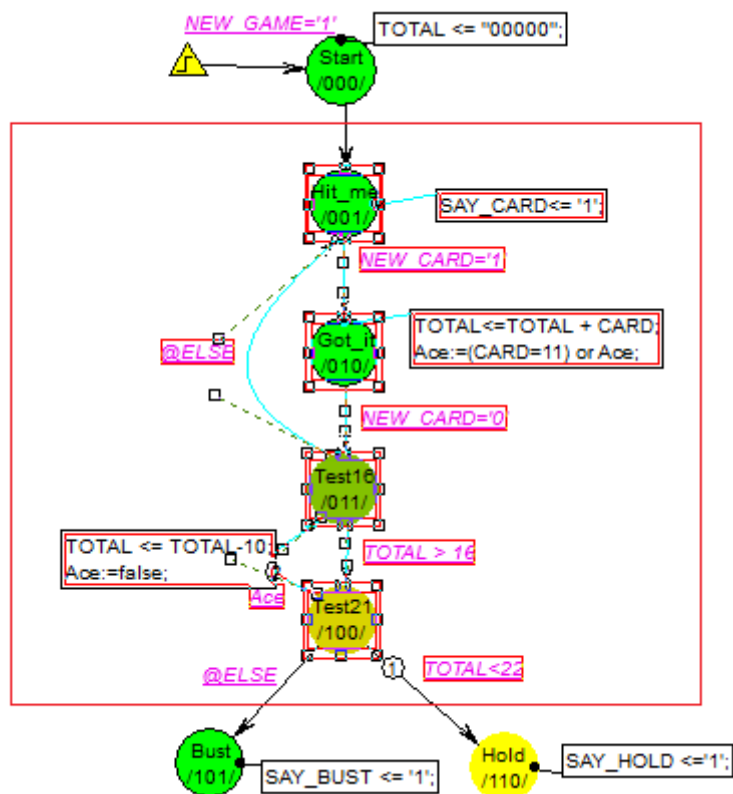 NEW_GAME='1'
TOTAL <= "00000";
Start
/000/
Hit_me
/001/
SAY_CARD<= '1';
NEW_CARD='1'
TOTAL<=TOTAL + CARD;
Ace:=(CARD=11) or Ace;
@ELSE
Got_it
/010/
NEW_CARD='0
Test16
/011/
TOTAL <= TOTAL-10;
Ace:=false;
TOTAL > 16
Ace
Test21
/100/
@ELSE
1
TOTAL<22
Bust
/101/
SAY_BUST <= '1';
Hold
/110/
SAY_HOLD <='1';